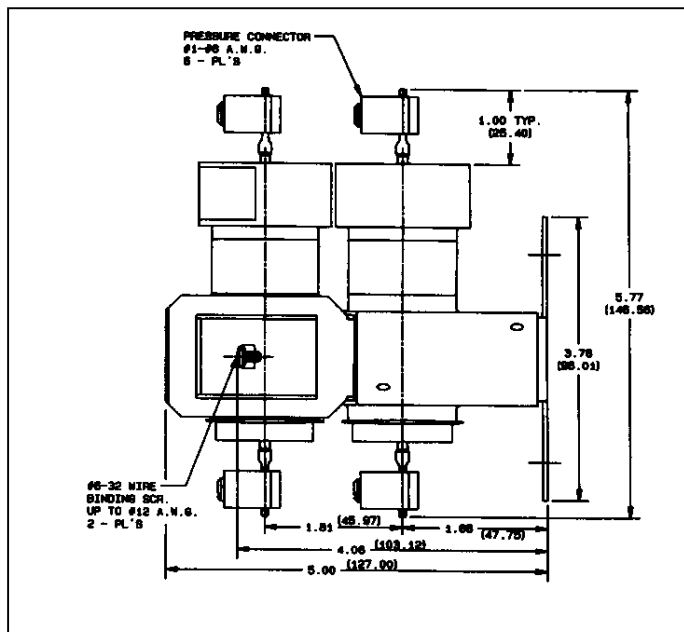 PRESSURE CONNECTOR
#1-#6 A.W.G.
6 - PL'S
1.00 TYP.
(25.40)
5.77
(146.56)
3.78
(96.01)
#6-32 WIRE
BINDING SCR.
UP TO #12 A.W.G.
2 - PL'S
1.81 (45.97)
1.88 (47.75)
4.06 (103.12)
5.00 (127.00)